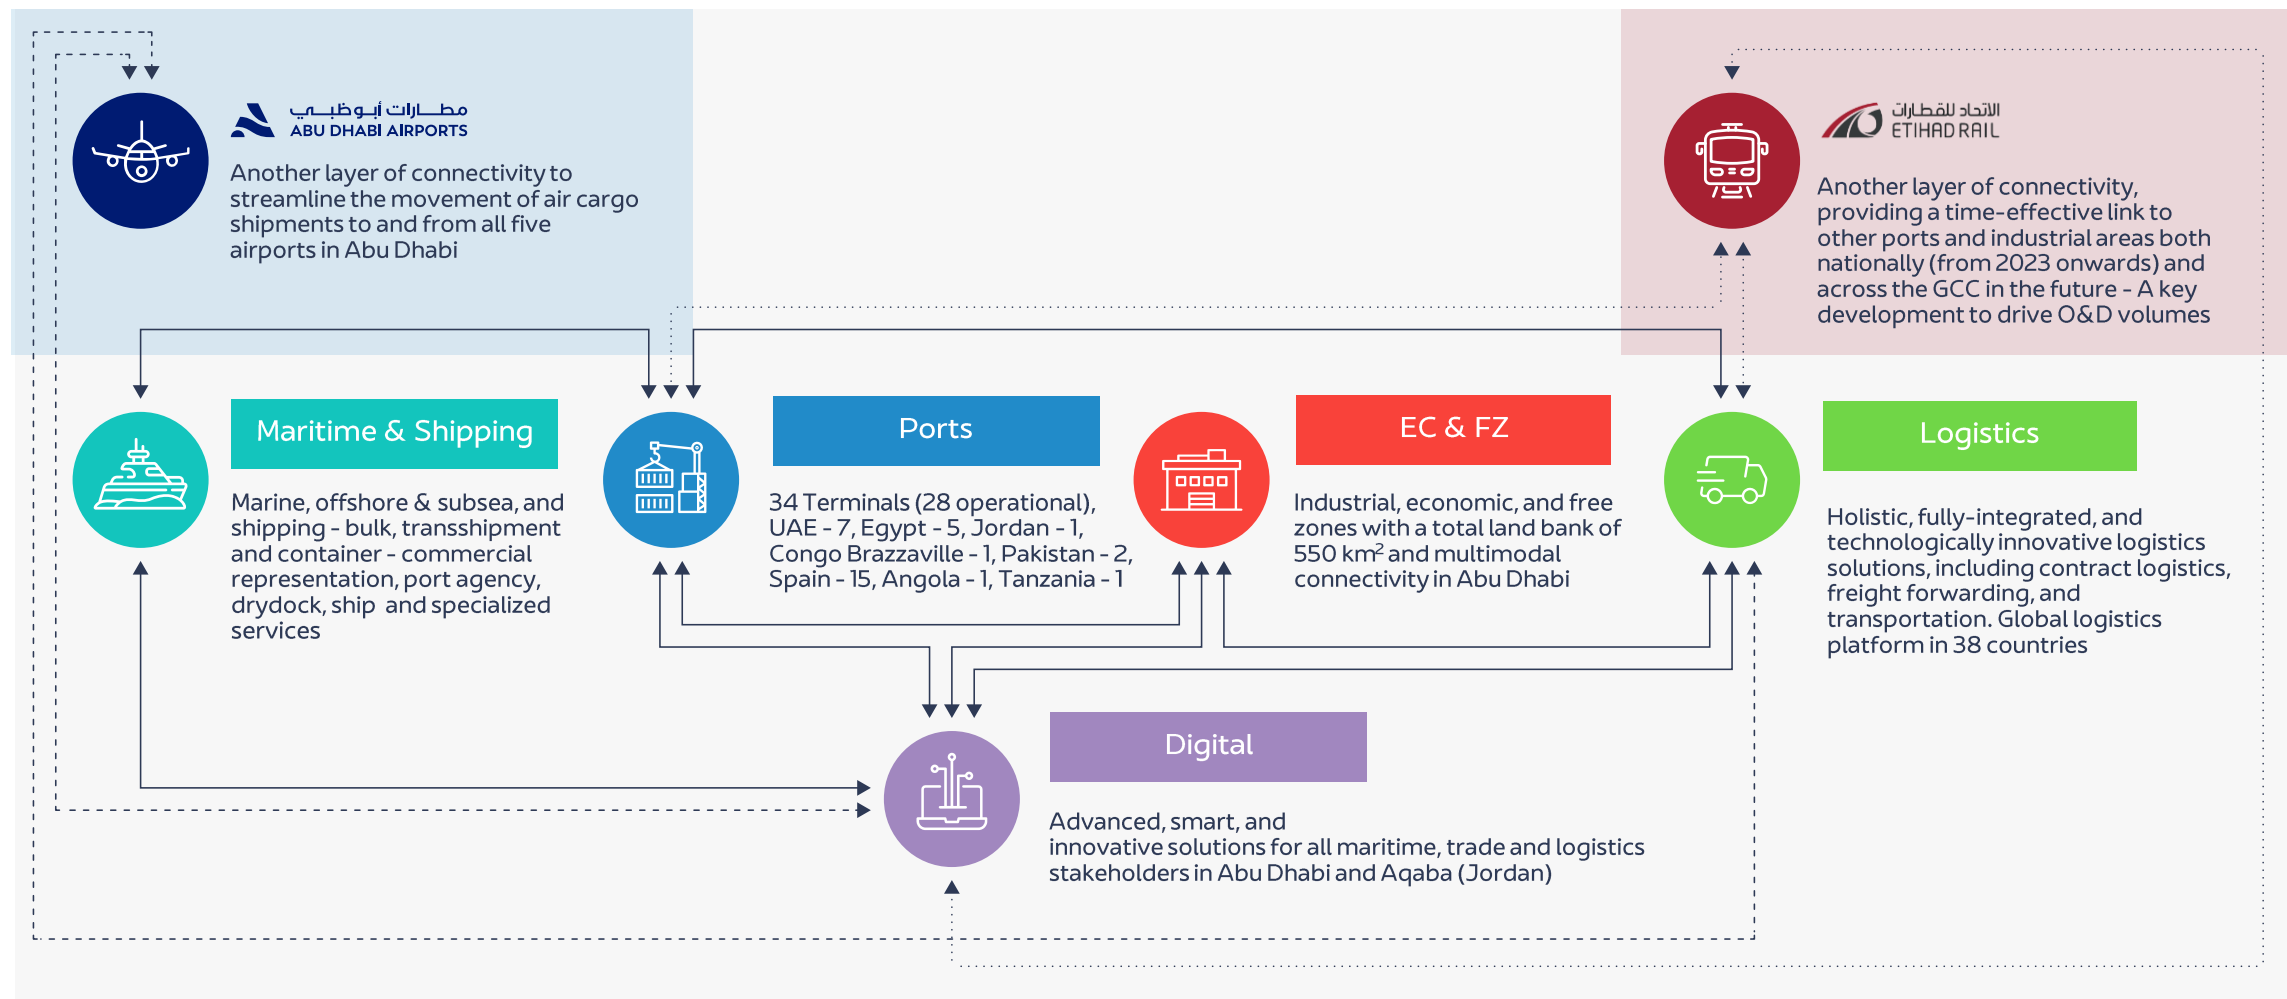 مطارات أبوظبي
ABU DHABI AIRPORTS
Another layer of connectivity to
streamline the movement of air cargo
shipments to and from all five
airports in Abu Dhabi
الاتحاد للقطارات
ETIHAD RAIL
Another layer of connectivity,
providing a time-effective link to
other ports and industrial areas both
nationally (from 2023 onwards) and
across the GCC in the future - A key
development to drive O&D volumes
Maritime & Shipping
Marine, offshore & subsea, and
shipping - bulk, transshipment
and container - commercial
representation, port agency,
drydock, ship and specialized
services
Ports
34 Terminals (28 operational),
UAE - 7, Egypt - 5, Jordan - 1,
Congo Brazzaville - 1, Pakistan - 2,
Spain - 15, Angola - 1, Tanzania - 1
EC & FZ
Industrial, economic, and free
zones with a total land bank of
550 km² and multimodal
connectivity in Abu Dhabi
Logistics
Holistic, fully-integrated, and
technologically innovative logistics
solutions, including contract logistics,
freight forwarding, and
transportation. Global logistics
platform in 38 countries
Digital
Advanced, smart, and
innovative solutions for all maritime, trade and logistics
stakeholders in Abu Dhabi and Aqaba (Jordan)